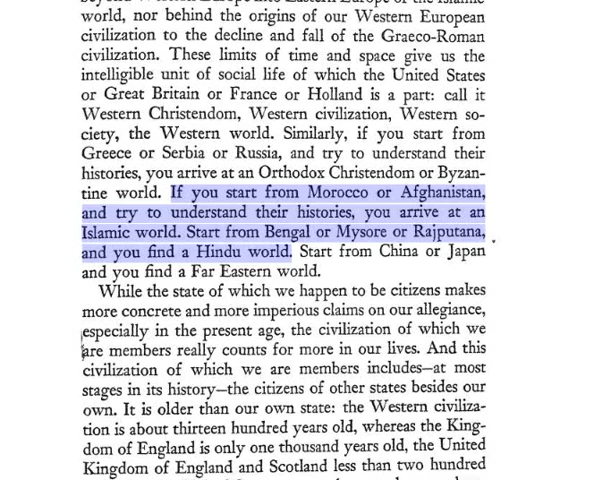 world, nor behind the origins of our Western European
civilization to the decline and fall of the Graeco-Roman
civilization. These limits of time and space give us the
intelligible unit of social life of which the United States
or Great Britain or France or Holland is a part: call it
Western Christendom, Western civilization, Western so-
ciety, the Western world. Similarly, if you start from
Greece or Serbia or Russia, and try to understand their
histories, you arrive at an Orthodox Christendom or Byzan-
tine world. If you start from Morocco or Afghanistan,
and try to understand their histories, you arrive at an
Islamic world. Start from Bengal or Mysore or Rajputana,
and you find a Hindu world. Start from China or Japan
and you find a Far Eastern world.
While the state of which we happen to be citizens makes
more concrete and more imperious claims on our allegiance,
especially in the present age, the civilization of which we
are members really counts for more in our lives. And this
civilization of which we are members includes—at most
stages in its history—the citizens of other states besides our
own. It is older than our own state: the Western civiliza-
tion is about thirteen hundred years old, whereas the King-
dom of England is only one thousand years old, the United
Kingdom of England and Scotland less than two hundred